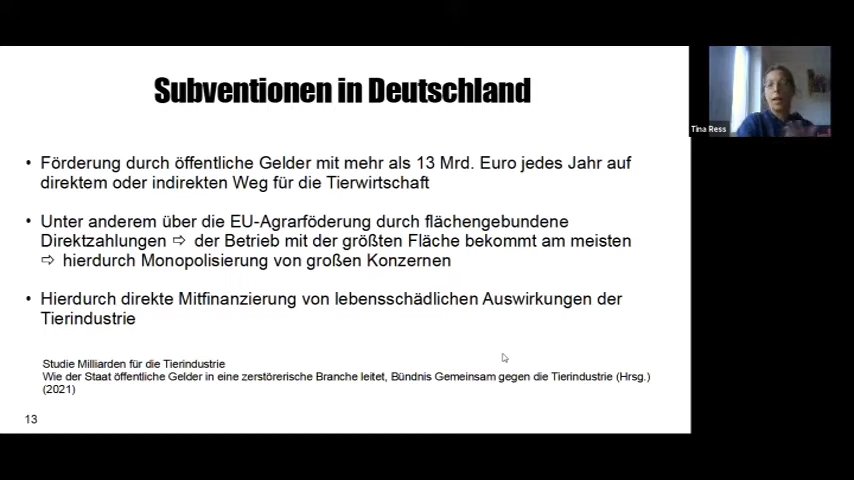 Subventionen in Deutschland
Tina Ress
• Förderung durch öffentliche Gelder mit mehr als 13 Mrd. Euro jedes Jahr auf
direktem oder indirekten Weg für die Tierwirtschaft
• Unter anderem über die EU-Agrarföderung durch flächengebundene
Direktzahlungen ⇨ der Betrieb mit der größten Fläche bekommt am meisten
⇨ hierdurch Monopolisierung von großen Konzernen
• Hierdurch direkte Mitfinanzierung von lebensschädlichen Auswirkungen der
Tierindustrie
Studie Milliarden für die Tierindustrie
Wie der Staat öffentliche Gelder in eine zerstörerische Branche leitet, Bündnis Gemeinsam gegen die Tierindustrie (Hrsg.)
(2021)
13